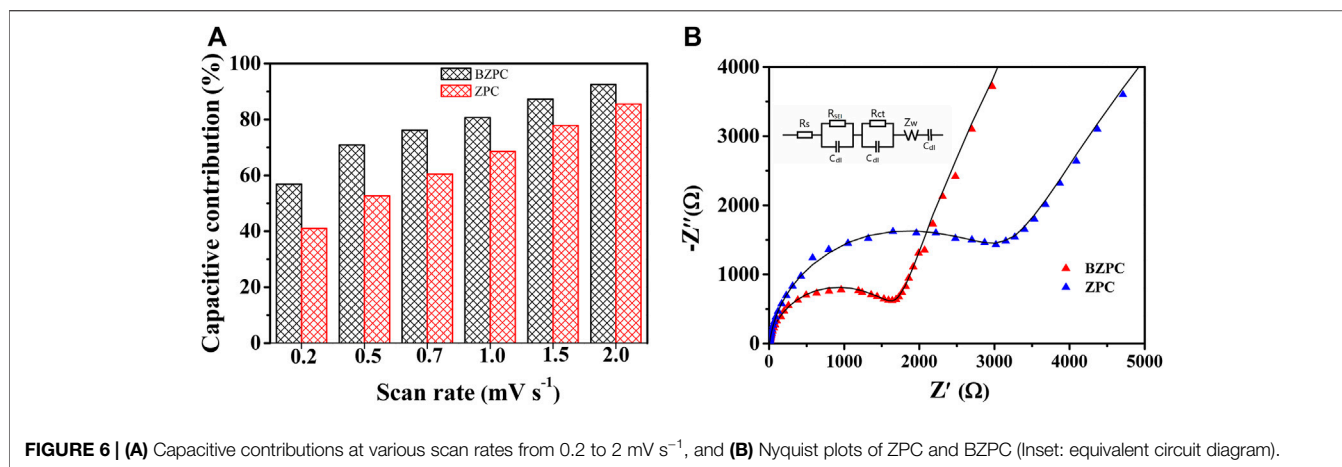 A
Capacitive contribution (%)
100
80
60
40
20
0
BZPC
ZPC
0.2 0.5 0.7 1.0 1.5 2.0
Scan rate (mV s⁻¹)
B
-Z''(Ω)
4000
3000
2000
1000
0
Rs RSEI Rct Zw
Cdl Cdl Cdl
BZPC
ZPC
0 1000 2000 3000 4000 5000
Z' (Ω)
FIGURE 6 | (A) Capacitive contributions at various scan rates from 0.2 to 2 mV s⁻¹, and (B) Nyquist plots of ZPC and BZPC (Inset: equivalent circuit diagram).